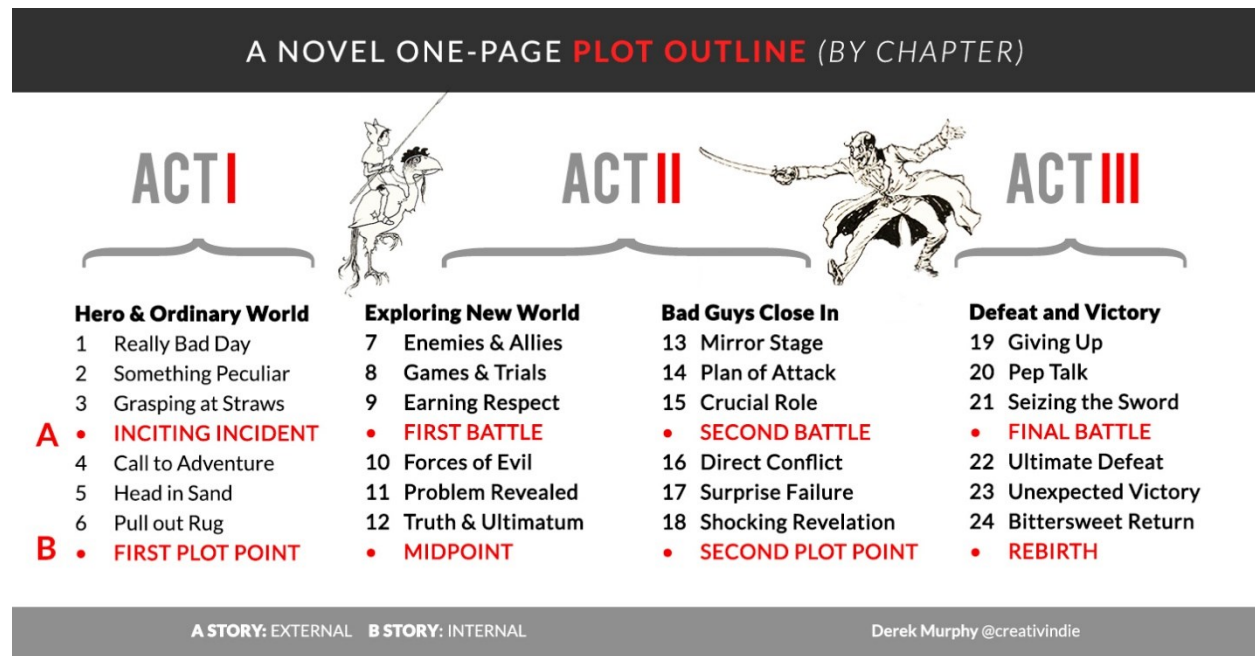 A NOVEL ONE-PAGE PLOT OUTLINE (BY CHAPTER)
ACT I
ACT II
ACT III
Hero & Ordinary World
1 Really Bad Day
2 Something Peculiar
3 Grasping at Straws
A • INCITING INCIDENT
4 Call to Adventure
5 Head in Sand
6 Pull out Rug
B • FIRST PLOT POINT
Exploring New World
7 Enemies & Allies
8 Games & Trials
9 Earning Respect
• FIRST BATTLE
10 Forces of Evil
11 Problem Revealed
12 Truth & Ultimatum
• MIDPOINT
Bad Guys Close In
13 Mirror Stage
14 Plan of Attack
15 Crucial Role
• SECOND BATTLE
16 Direct Conflict
17 Surprise Failure
18 Shocking Revelation
• SECOND PLOT POINT
Defeat and Victory
19 Giving Up
20 Pep Talk
21 Seizing the Sword
• FINAL BATTLE
22 Ultimate Defeat
23 Unexpected Victory
24 Bittersweet Return
• REBIRTH
A STORY: EXTERNAL B STORY: INTERNAL
Derek Murphy @creativindie